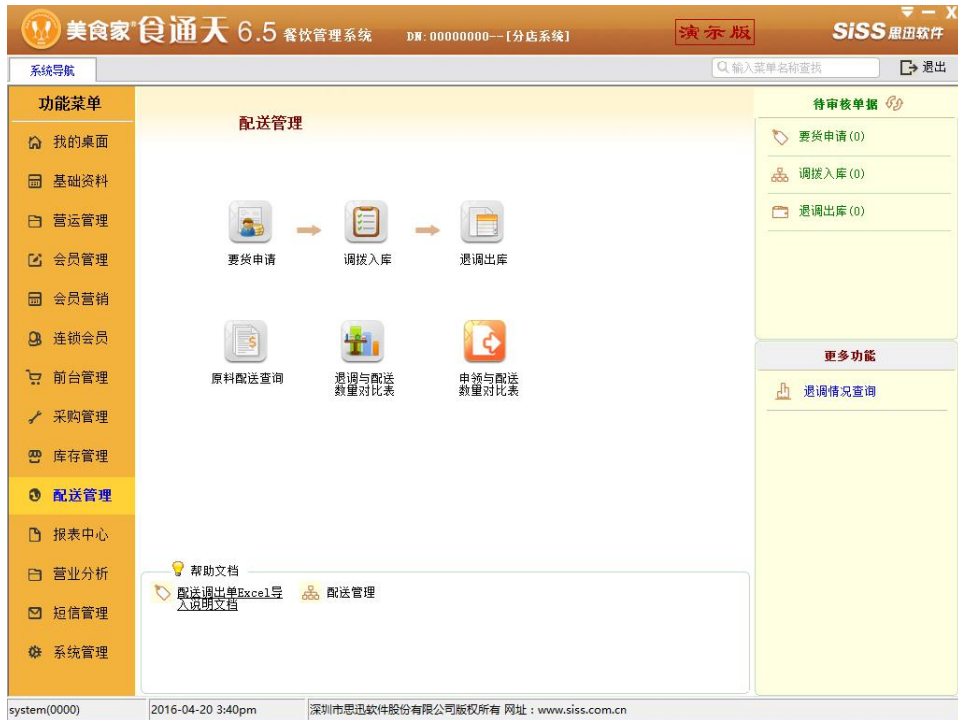 美食家®食通天 6.5 餐饮管理系统 DN:00000000--[分店系统] 演示版 SiSS思迅软件
系统导航 输入菜单名称查找 退出
功能菜单
我的桌面
基础资料
营运管理
会员管理
会员营销
连锁会员
前台管理
采购管理
库存管理
配送管理
报表中心
营业分析
短信管理
系统管理
配送管理
要货申请 调拨入库 退调出库
原料配送查询
退调与配送
数量对比表
申领与配送
数量对比表
帮助文档
配送调出单Excel导
入说明文档
配送管理
待审核单据
要货申请(0)
调拨入库(0)
退调出库(0)
更多功能
退调情况查询
system(0000) 2016-04-20 3:40pm 深圳市思迅软件股份有限公司版权所有 网址：www.siss.com.cn